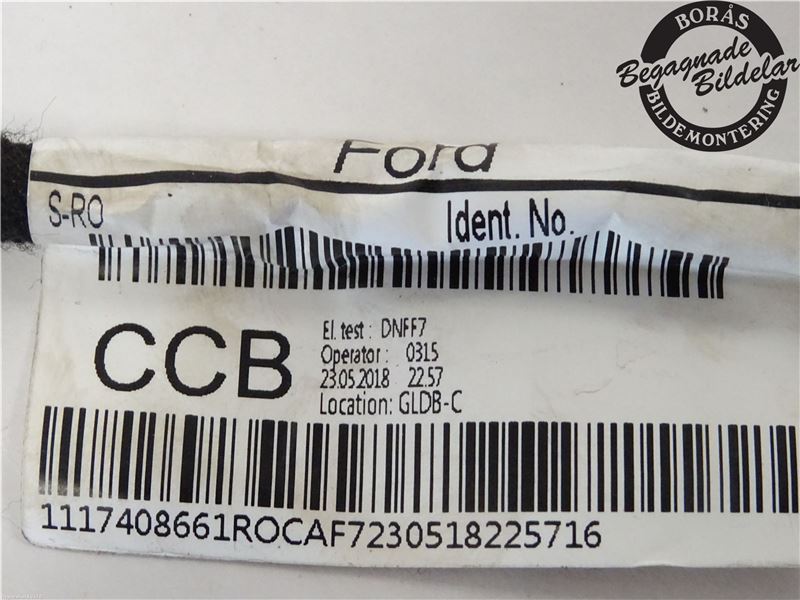 BORÅS
Begagnade
Bildelar
BILDEMONTERING
Ford
S-RO
Ident. No.
CCB
El. test : DNFF7
Operator : 0315
23.05.2018 22.57
Location: GLDB-C
1117408661ROCAF7230518225716